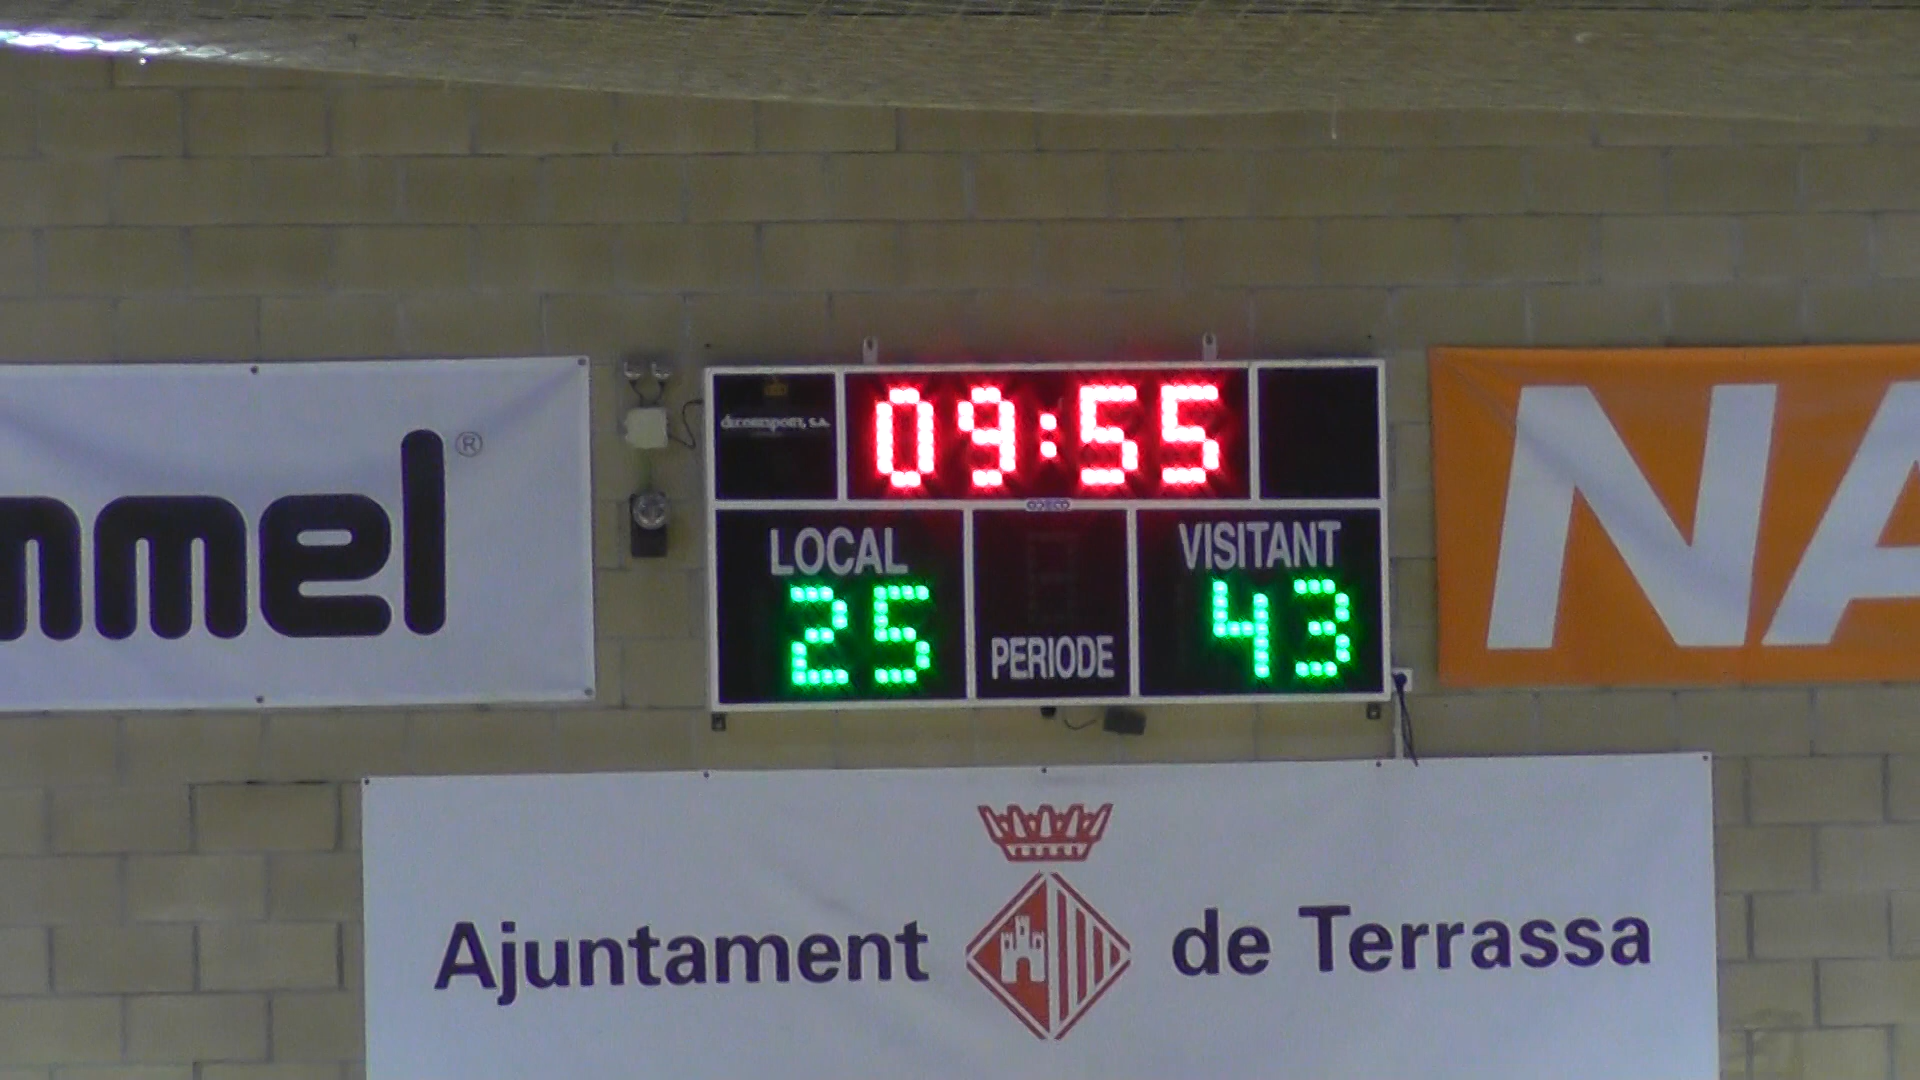 mmel®
09:55
LOCAL
VISITANT
25
43
PERIODE
NA
Ajuntament de Terrassa